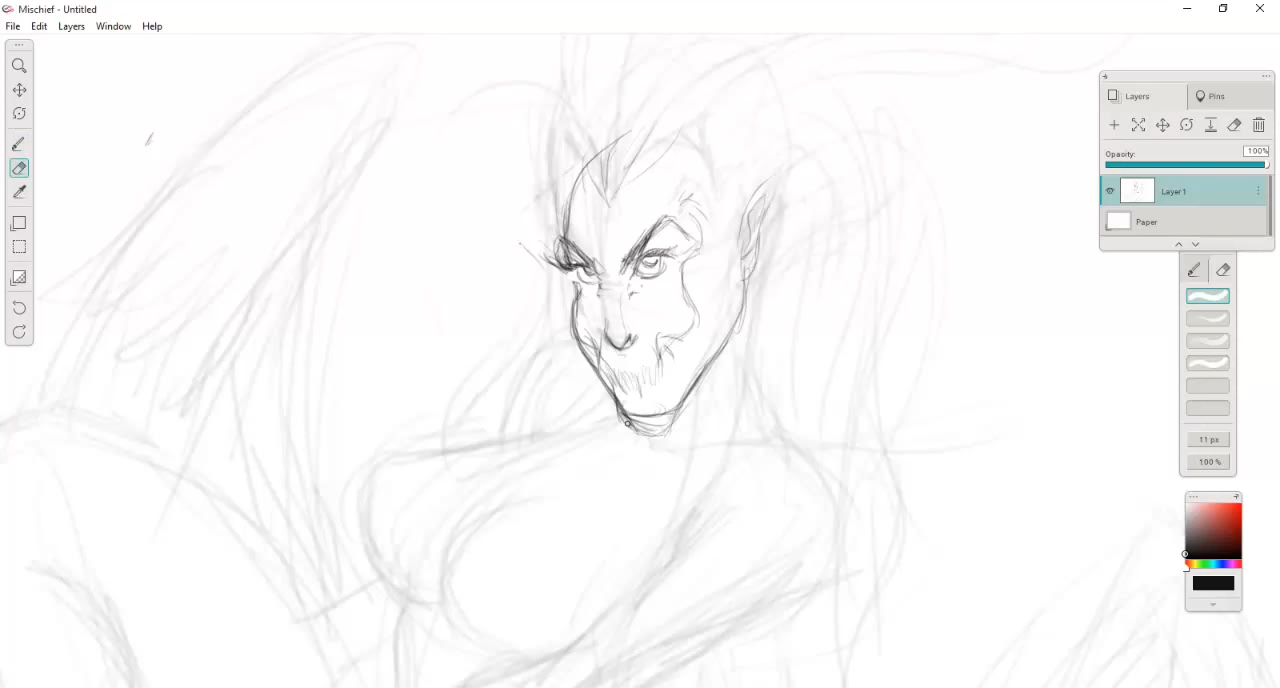 Mischief - Untitled
File Edit Layers Window Help
Layers Pins
Opacity: 100%
Layer 1
Paper
11 px
100 %